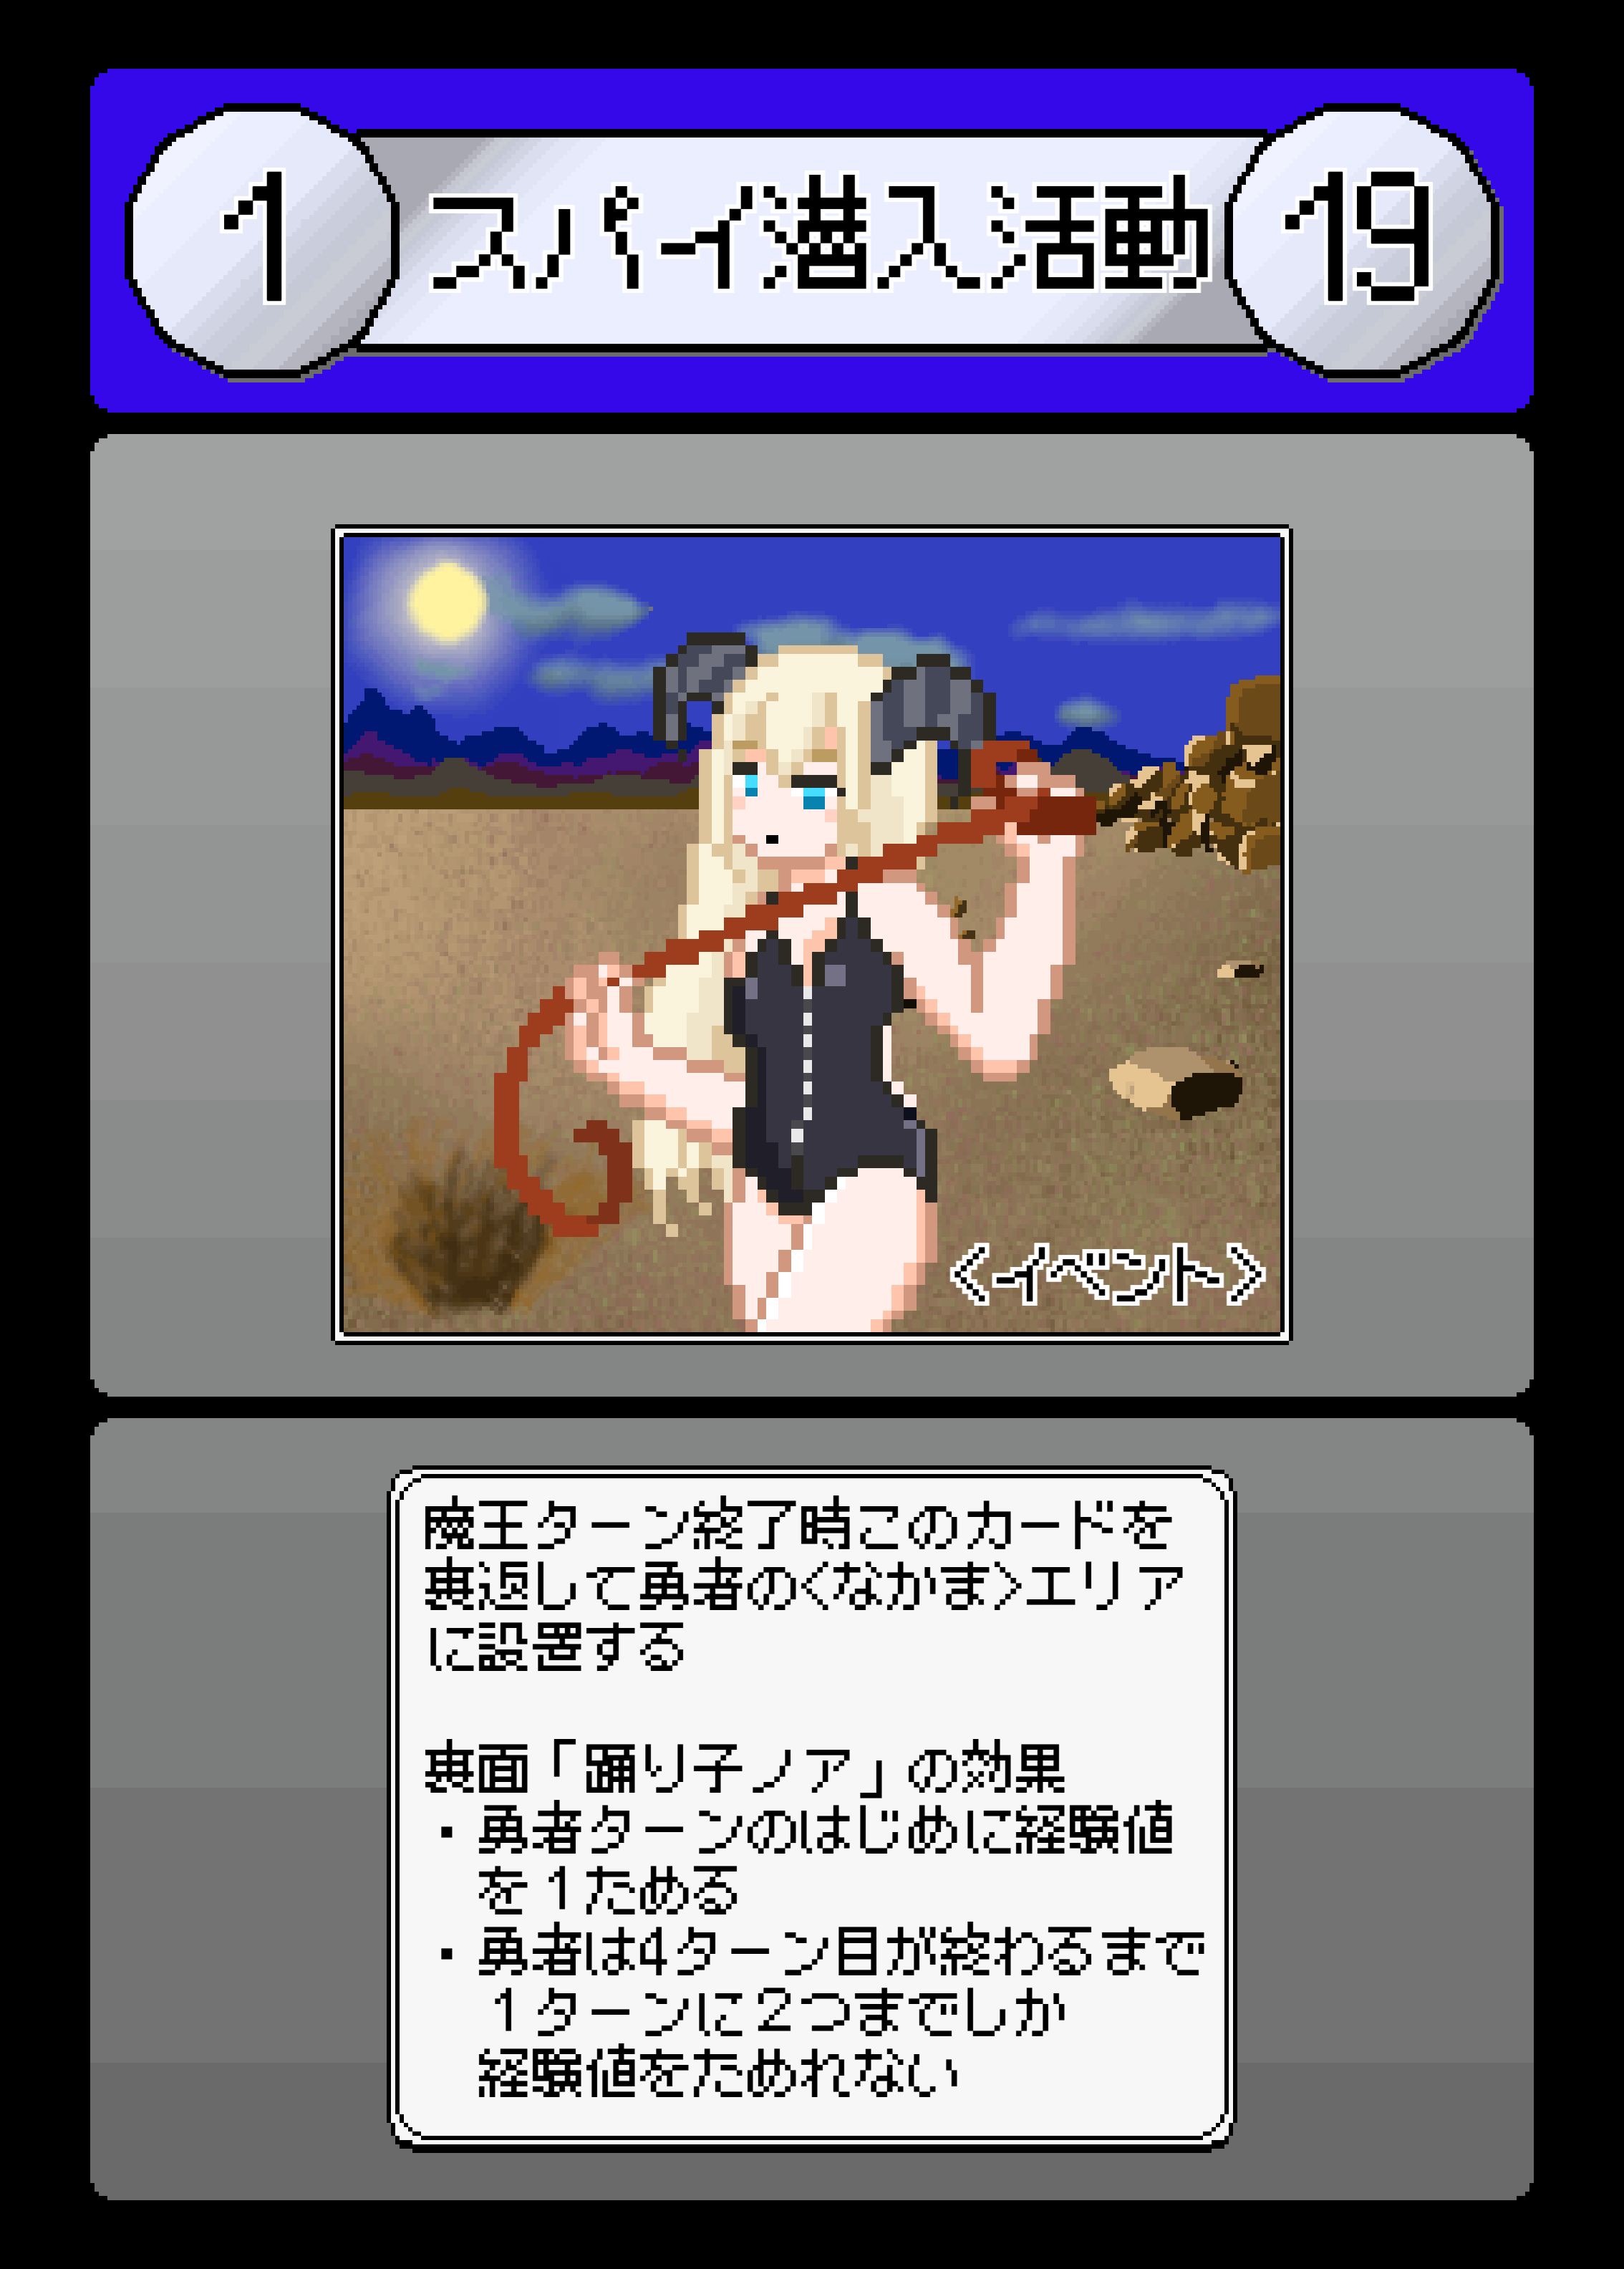 1 スパイ潜入活動 19
<イベント>
魔王ターン終了時このカードを
裏返して勇者の<なかま>エリア
に設置する
裏面「踊り子ノア」の効果
・勇者ターンのはじめに経験値
を１ためる
・勇者は4ターン目が終わるまで
１ターンに２つまでしか
経験値をためれない